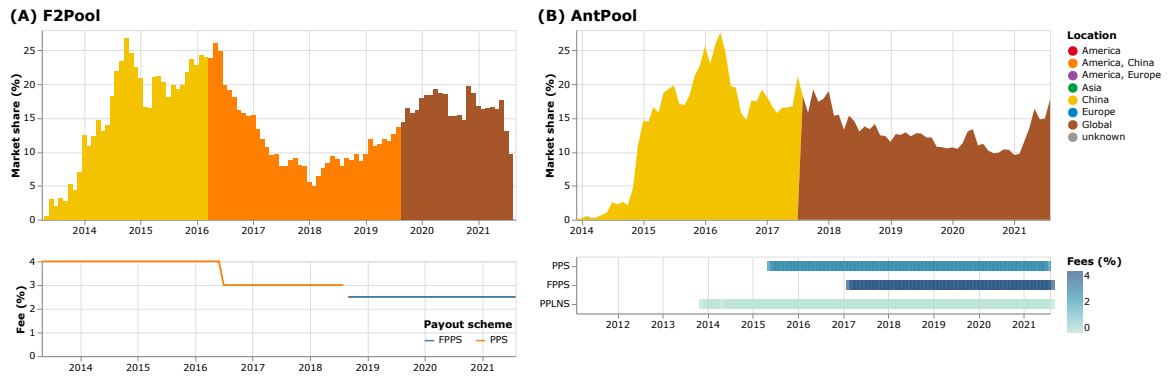 (A) F2Pool
Market share (%)
25
20
15
10
5
0
2014 2015 2016 2017 2018 2019 2020 2021
Fee (%)
4
3
2
1
0
Payout scheme
FPPS PPS
2014 2015 2016 2017 2018 2019 2020 2021
(B) AntPool
Market share (%)
25
20
15
10
5
0
2014 2015 2016 2017 2018 2019 2020 2021
Location
America
America, China
America, Europe
Asia
China
Europe
Global
unknown
PPS
FPPS
PPLNS
2012 2013 2014 2015 2016 2017 2018 2019 2020 2021
Fees (%)
4
2
0